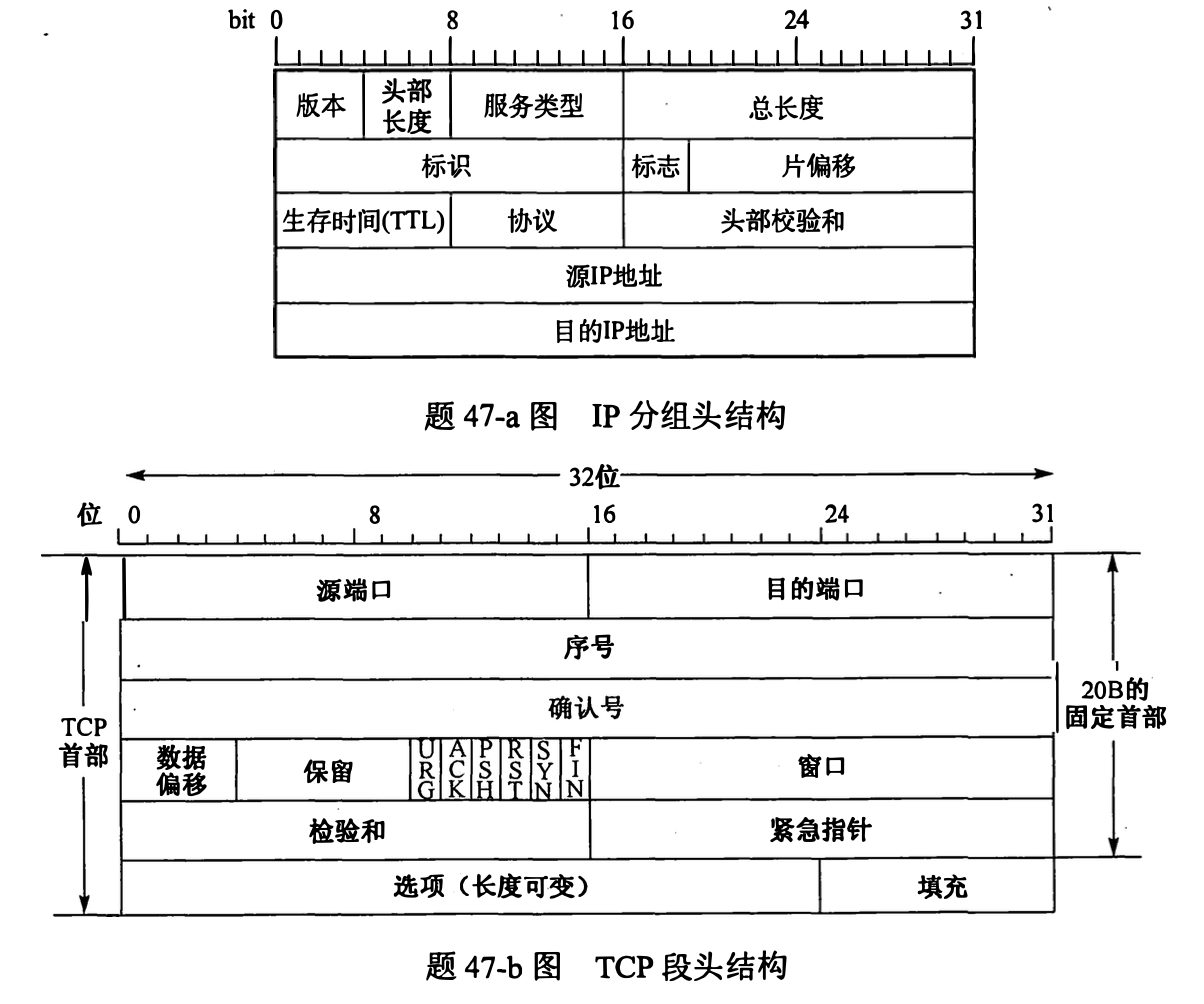 bit 0 8 16 24 31
版本 头部长度 服务类型 总长度
标识 标志 片偏移
生存时间(TTL) 协议 头部校验和
源IP地址
目的IP地址
题 47-a 图 IP 分组头结构
32位
位 0 8 16 24 31
源端口 目的端口
序号
确认号
TCP首部
20B的固定首部
数据偏移 保留 URG ACK PSH RST SYN FIN 窗口
检验和 紧急指针
选项（长度可变） 填充
题 47-b 图 TCP 段头结构